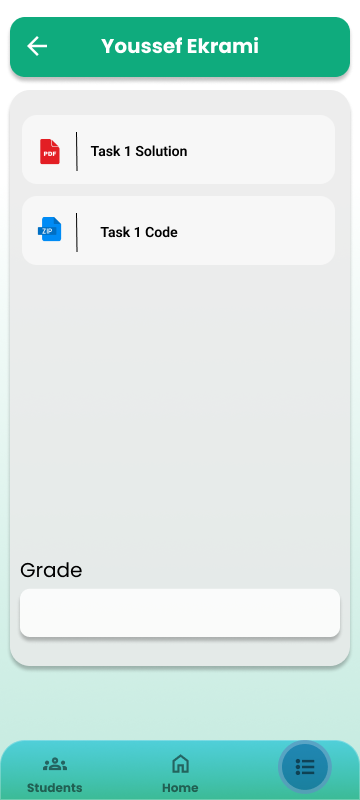 Youssef Ekrami
PDF
Task 1 Solution
ZIP
Task 1 Code
Grade
Students
Home